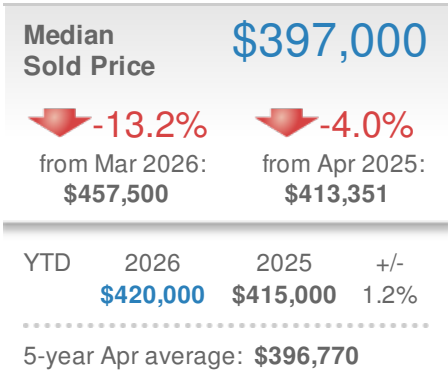 Median
Sold Price
$397,000
-13.2%
from Mar 2026:
$457,500
-4.0%
from Apr 2025:
$413,351
YTD 2026 2025 +/-
$420,000 $415,000 1.2%
5-year Apr average: $396,770